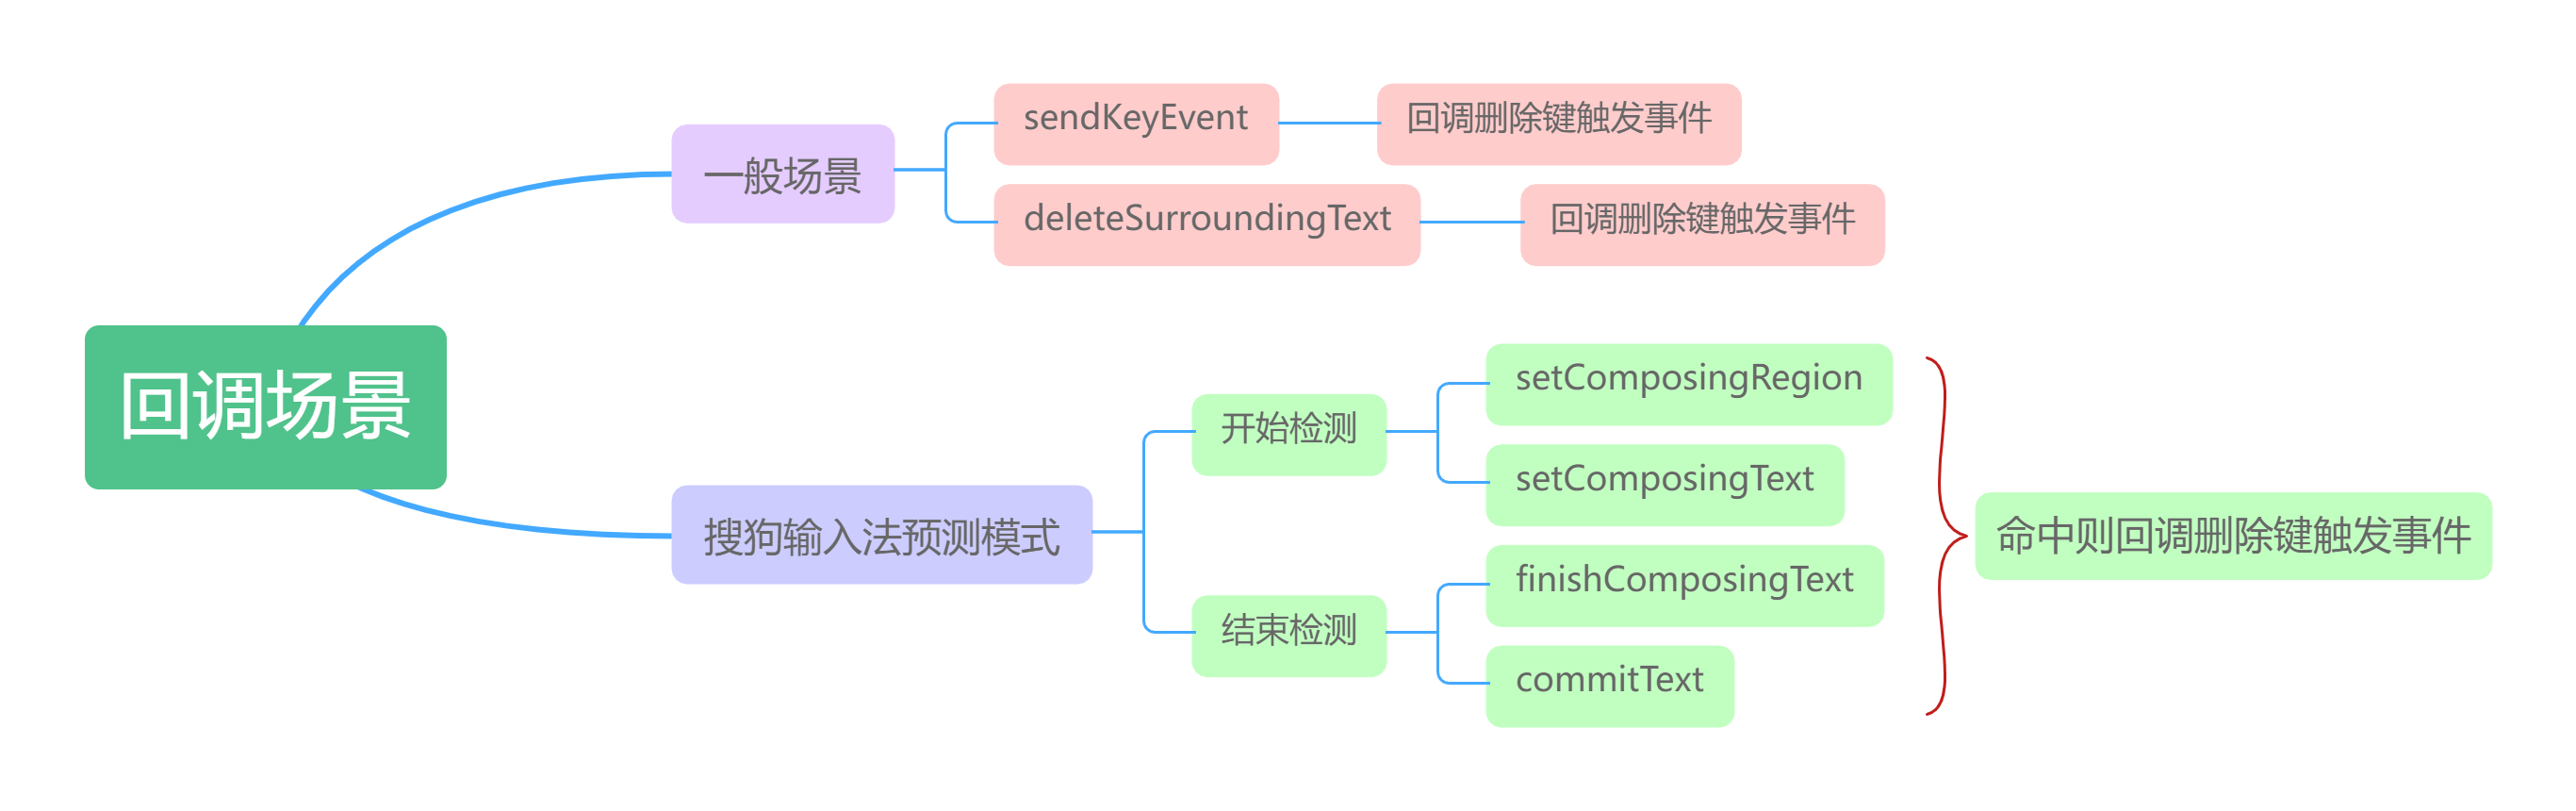 回调场景
一般场景
sendKeyEvent
回调删除键触发事件
deleteSurroundingText
回调删除键触发事件
搜狗输入法预测模式
开始检测
setComposingRegion
setComposingText
结束检测
finishComposingText
commitText
命中则回调删除键触发事件